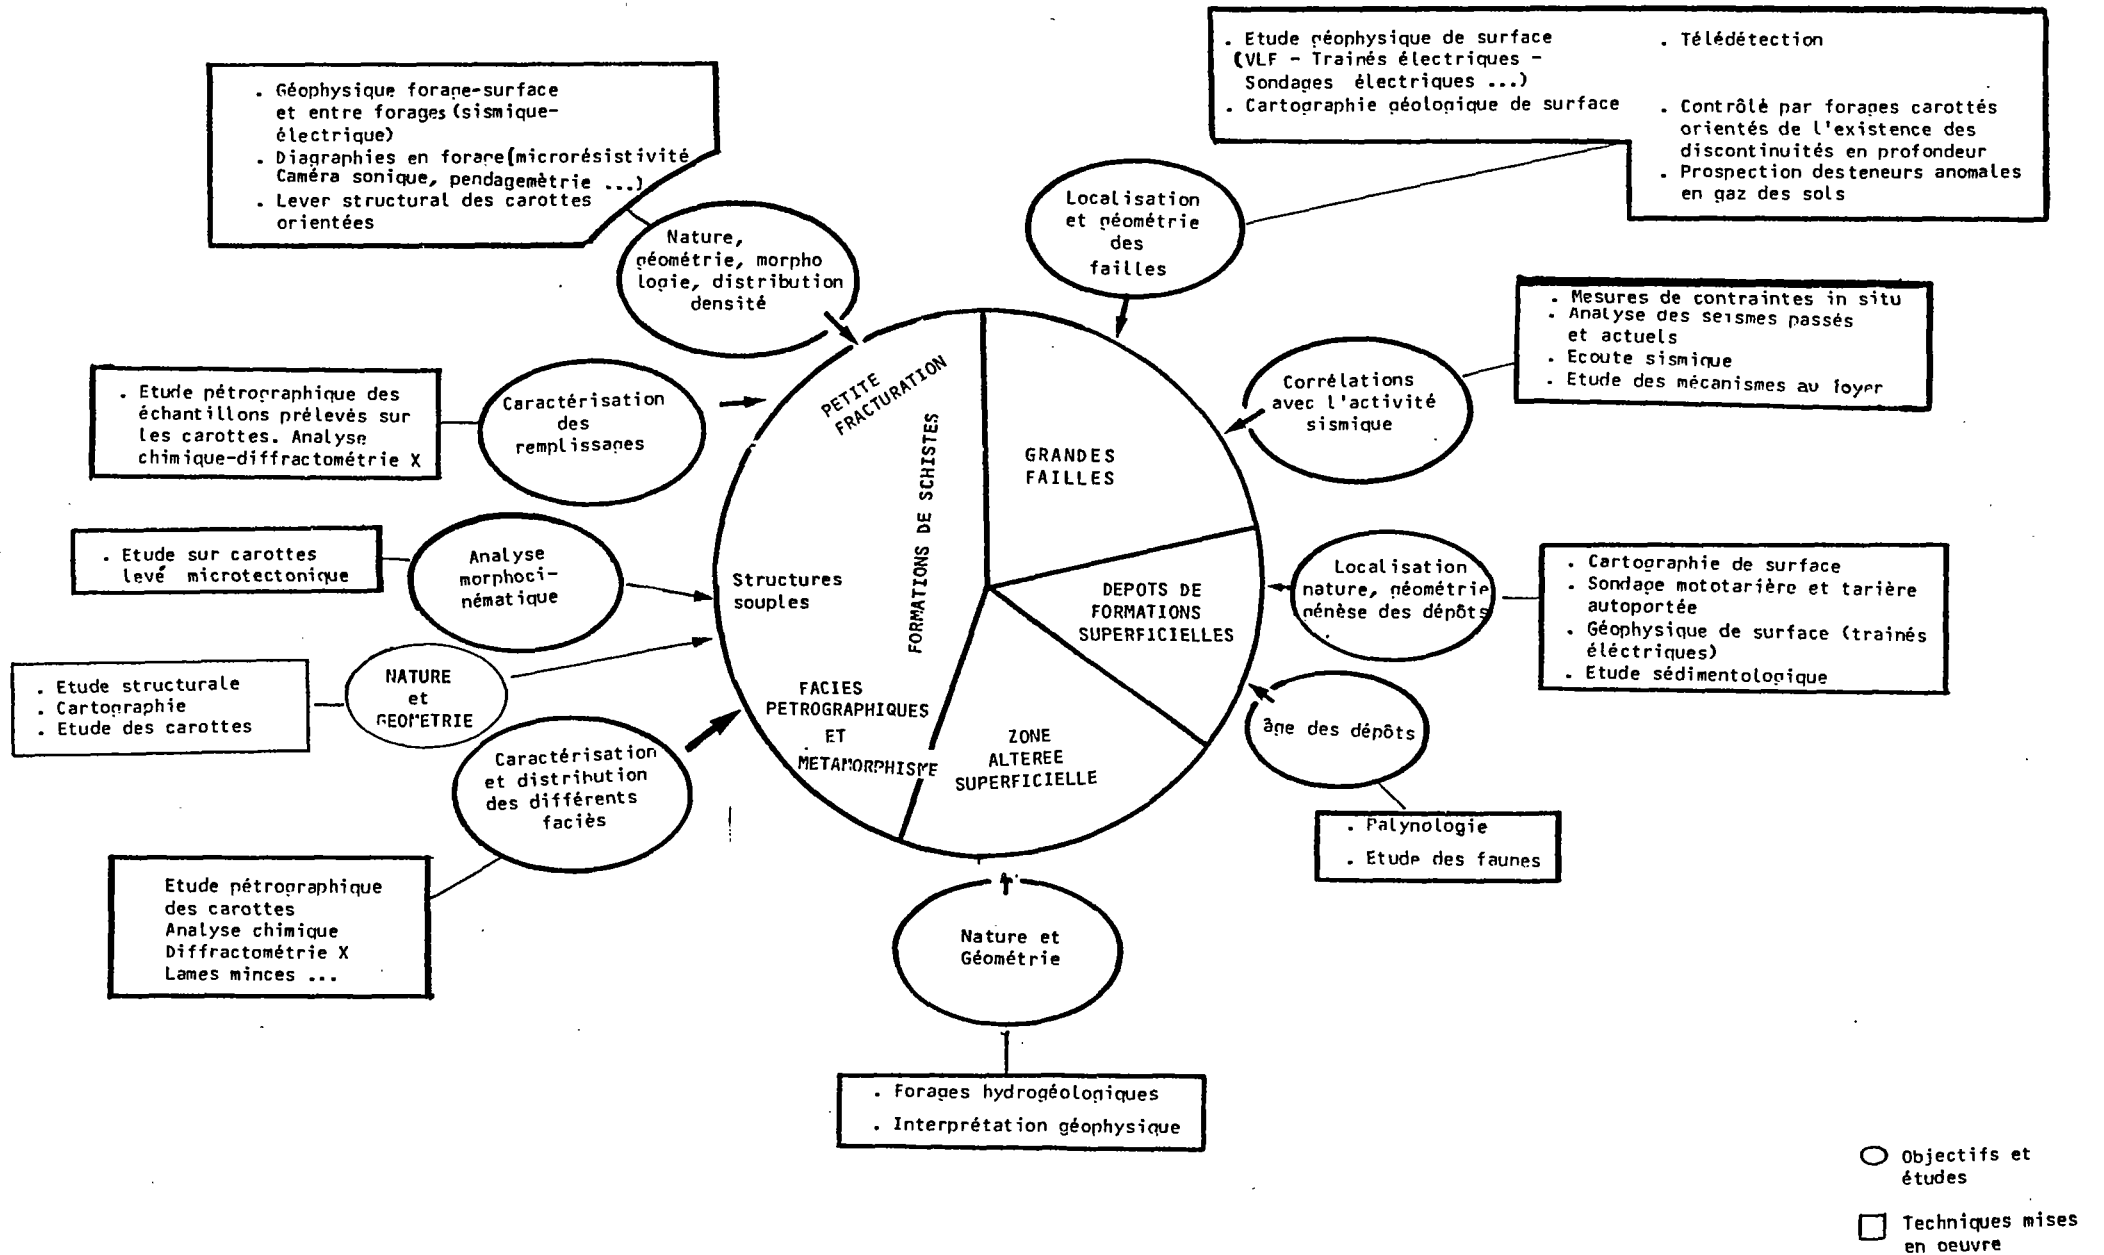 . Etude géophysique de surface
(VLF - Trainés électriques -
Sondages électriques ...)
. Cartographie géologique de surface
. Télédétection
. Contrôlé par forages carottés
orientés de l'existence des
discontinuités en profondeur
. Prospection desteneurs anomales
en gaz des sols
. Géophysique forage-surface
et entre forages (sismique-
électrique)
. Diagraphies en forage(microrésistivité
Caméra sonique, pendagemètrie ...)
. Lever structural des carottes
orientées
Localisation
et géométrie
des
failles
Nature,
géométrie, morpho
logie, distribution
densité
. Mesures de contraintes in situ
. Analyse des seismes passés
et actuels
. Ecoute sismique
. Etude des mécanismes au foyer
Corrélations
avec l'activité
sismique
. Etude pétrographique des
échantillons prélevés sur
les carottes. Analyse
chimique-diffractométrie X
Caractérisation
des
remplissages
PETITE
FRACTURATION
FORMATIONS DE SCHISTES
GRANDES
FAILLES
. Etude sur carottes
levé microtectonique
Analyse
morphoci-
nématique
Structures
souples
DEPOTS DE
FORMATIONS
SUPERFICIELLES
Localisation
nature, géométrie
génèse des dépôts
. Cartographie de surface
. Sondage mototarière et tarière
autoportée
. Géophysique de surface (trainés
éléctriques)
. Etude sédimentologique
. Etude structurale
. Cartographie
. Etude des carottes
NATURE
et
GEOMETRIE
FACIES
PETROGRAPHIQUES
ET
METAMORPHISME
ZONE
ALTEREE
SUPERFICIELLE
âge des dépôts
Caractérisation
et distribution
des différents
faciès
. Palynologie
. Etude des faunes
Etude pétrographique
des carottes
Analyse chimique
Diffractométrie X
Lames minces ...
Nature et
Géométrie
. Forages hydrogéologiques
. Interprétation géophysique
Objectifs et
études
Techniques mises
en oeuvre